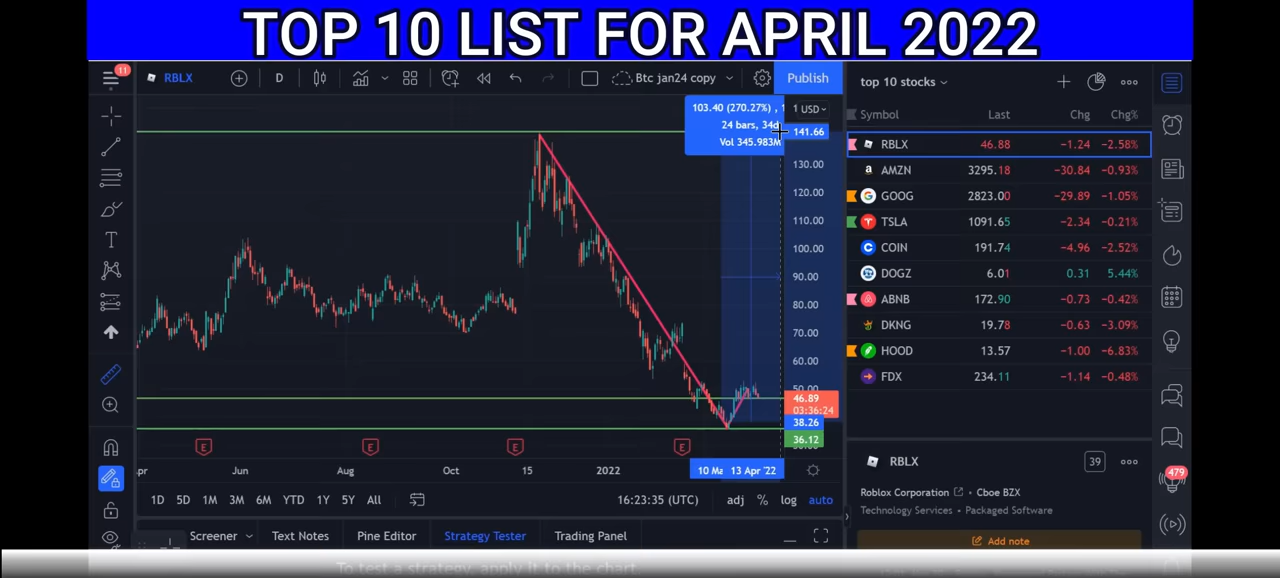 TOP 10 LIST FOR APRIL 2022
11
RBLX
D
Btc jan24 copy
Publish
top 10 stocks
103.40 (270.27%) , 1
24 bars, 34d
Vol 345.983M
1 USD
141.66
130.00
120.00
110.00
100.00
90.00
80.00
70.00
60.00
50.00
46.89
03:36:24
38.26
36.12
Symbol Last Chg Chg%
RBLX 46.88 −1.24 −2.58%
AMZN 3295.18 −30.84 −0.93%
GOOG 2823.00 −29.89 −1.05%
TSLA 1091.65 −2.34 −0.21%
COIN 191.74 −4.96 −2.52%
DOGZ 6.01 0.31 5.44%
ABNB 172.90 −0.73 −0.42%
DKNG 19.78 −0.63 −3.09%
HOOD 13.57 −1.00 −6.83%
FDX 234.11 −1.14 −0.48%
E E E E
Jun Aug Oct 15 2022 10 Ma 13 Apr '22
1D 5D 1M 3M 6M YTD 1Y 5Y All
16:23:35 (UTC) adj % log auto
Screener Text Notes Pine Editor Strategy Tester Trading Panel
To test a strategy, apply it to the chart.
RBLX
39
Roblox Corporation • Cboe BZX
Technology Services • Packaged Software
Add note
479